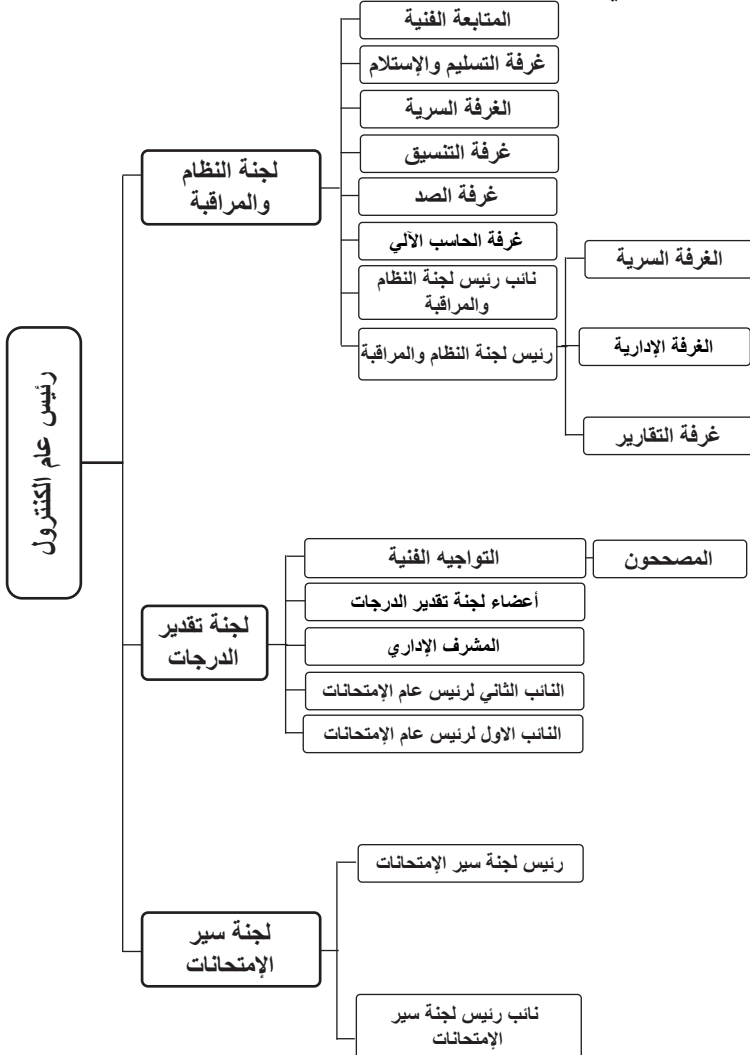 المتابعة الفنية
غرفة التسليم والإستلام
الغرفة السرية
غرفة التنسيق
غرفة الصد
غرفة الحاسب الآلي
نائب رئيس لجنة النظام
والمراقبة
رئيس لجنة النظام والمراقبة
الغرفة السرية
الغرفة الإدارية
غرفة التقارير
لجنة النظام
والمراقبة
رئيس عام الكنترول
التواجيه الفنية
المصححون
أعضاء لجنة تقدير الدرجات
المشرف الإداري
النائب الثاني لرئيس عام الإمتحانات
النائب الاول لرئيس عام الإمتحانات
لجنة تقدير
الدرجات
رئيس لجنة سير الإمتحانات
لجنة سير
الإمتحانات
نائب رئيس لجنة سير
الإمتحانات